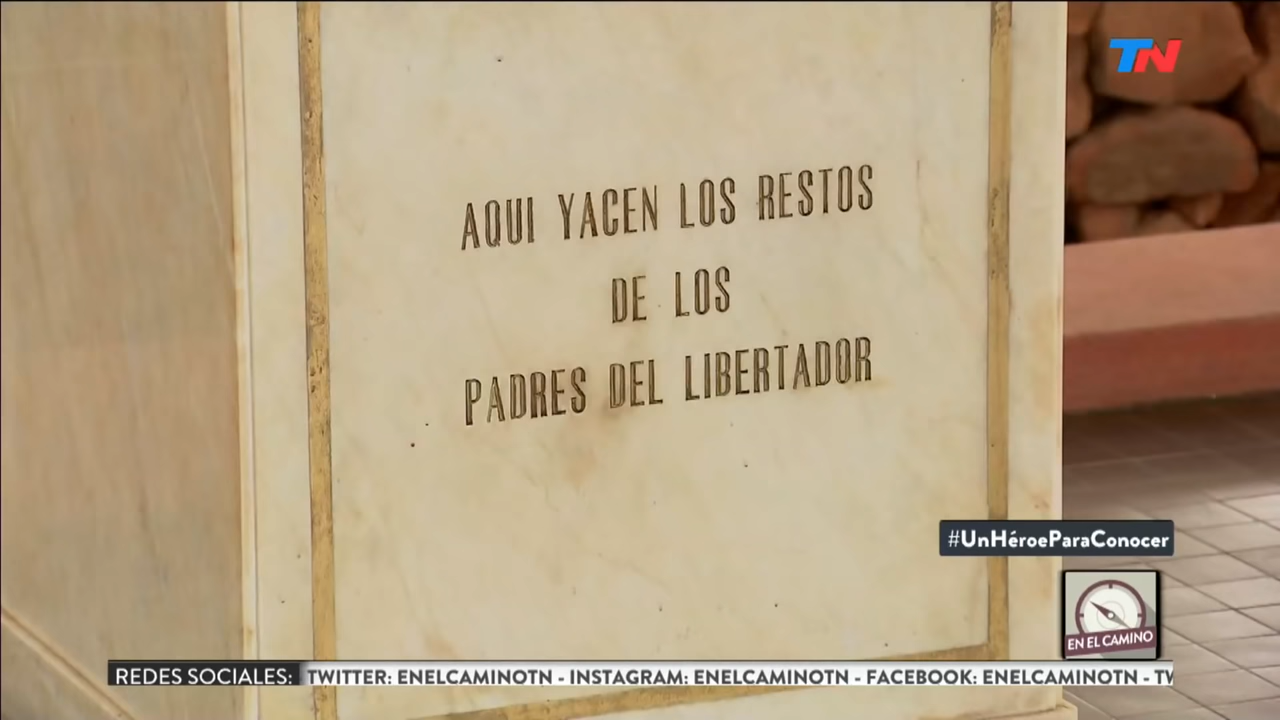 TN
AQUI YACEN LOS RESTOS
DE LOS
PADRES DEL LIBERTADOR
#UnHéroeParaConocer
EN EL CAMINO
REDES SOCIALES: TWITTER: ENELCAMINOTN - INSTAGRAM: ENELCAMINOTN - FACEBOOK: ENELCAMINOTN - TW